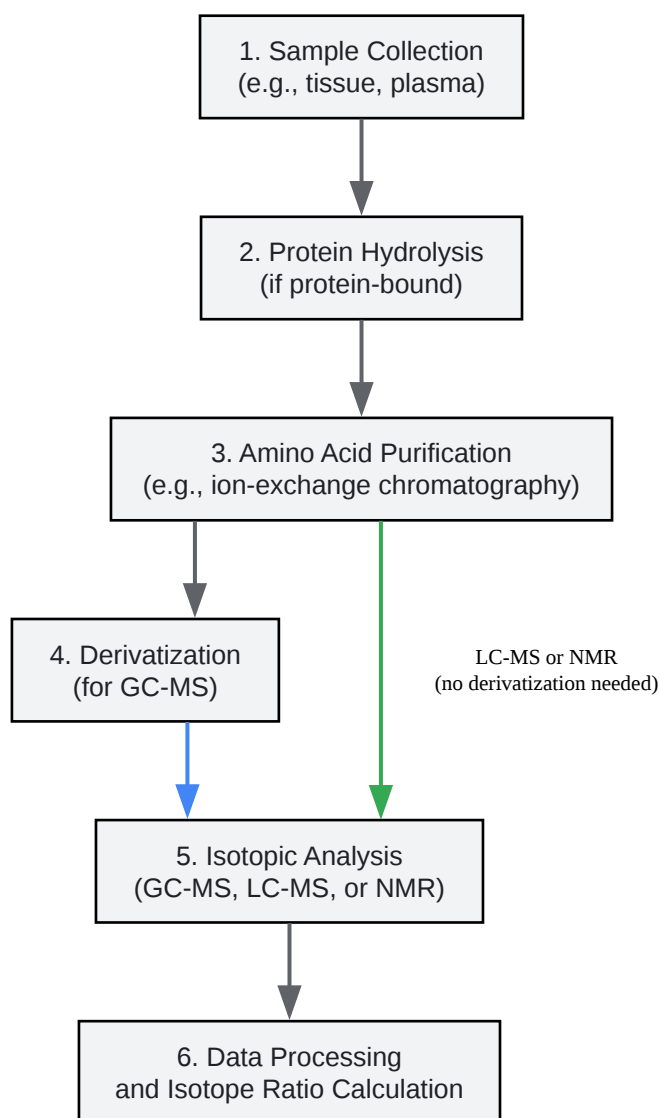 1. Sample Collection
(e.g., tissue, plasma)
2. Protein Hydrolysis
(if protein-bound)
3. Amino Acid Purification
(e.g., ion-exchange chromatography)
4. Derivatization
(for GC-MS)
LC-MS or NMR
(no derivatization needed)
5. Isotopic Analysis
(GC-MS, LC-MS, or NMR)
6. Data Processing
and Isotope Ratio Calculation